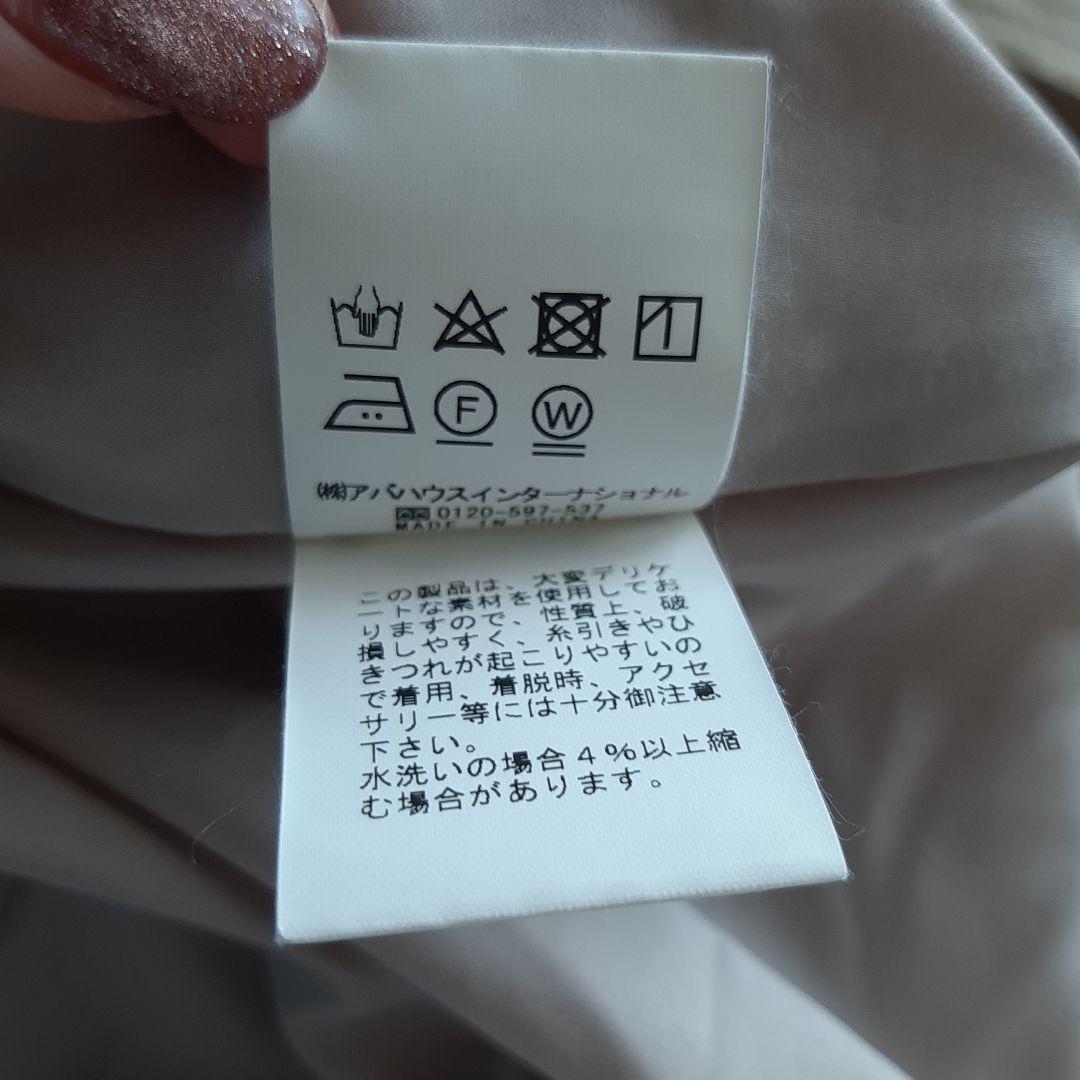 F W
㈱アバハウスインターナショナル
0120-597-537
MADE IN CHINA
この製品は、大変デリケ
ートな素材を使用してお
りますので、性質上、破
損しやすく、糸引きやひ
きつれが起こりやすいの
で着用、着脱時、アクセ
サリー等には十分御注意
下さい。
水洗いの場合4%以上縮
む場合があります。